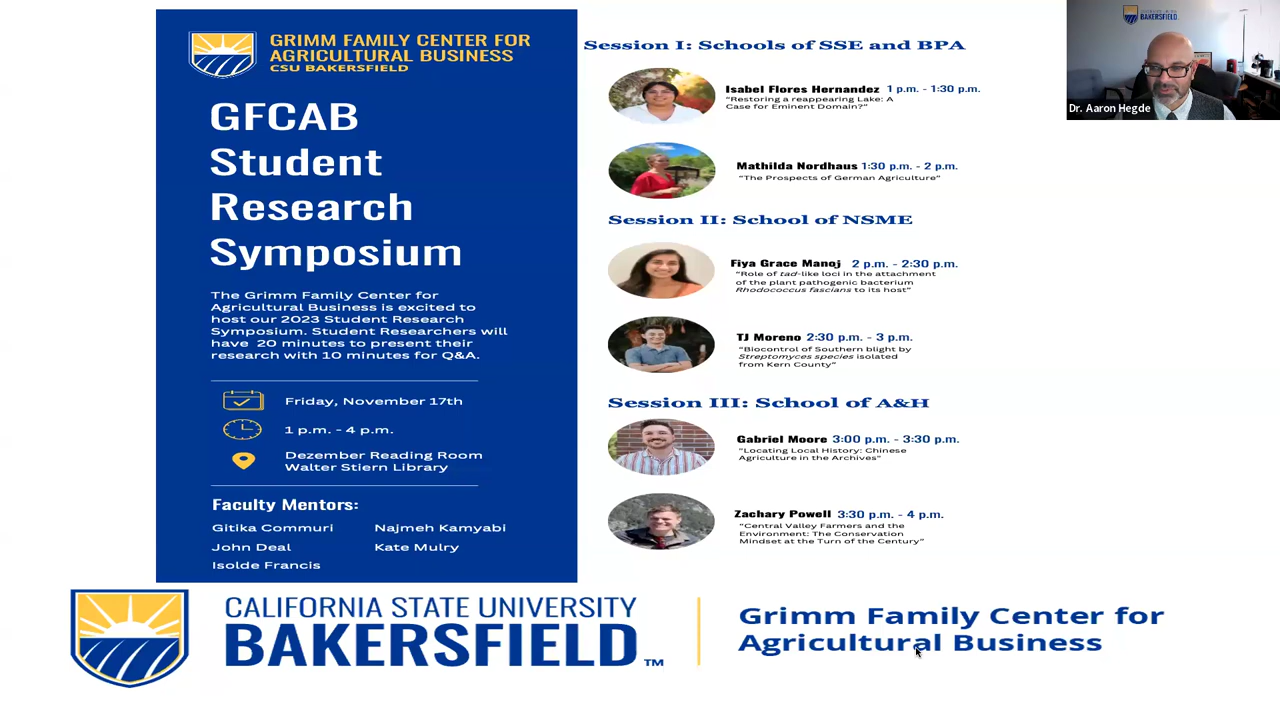 GRIMM FAMILY CENTER FOR
AGRICULTURAL BUSINESS
CSU BAKERSFIELD
GFCAB
Student
Research
Symposium
The Grimm Family Center for
Agricultural Business is excited to
host our 2023 Student Research
Symposium. Student Researchers will
have 20 minutes to present their
research with 10 minutes for Q&A.
Friday, November 17th
1 p.m. - 4 p.m.
Dezember Reading Room
Walter Stiern Library
Faculty Mentors:
Gitika Commuri
Najmeh Kamyabi
John Deal
Kate Mulry
Isolde Francis
Session I: Schools of SSE and BPA
Isabel Flores Hernandez 1 p.m. - 1:30 p.m.
"Restoring a reappearing Lake: A
Case for Eminent Domain?"
Mathilda Nordhaus 1:30 p.m. - 2 p.m.
"The Prospects of German Agriculture"
Session II: School of NSME
Fiya Grace Manoj 2 p.m. - 2:30 p.m.
"Role of tad-like loci in the attachment
of the plant pathogenic bacterium
Rhodococcus fascians to its host"
TJ Moreno 2:30 p.m. - 3 p.m.
"Biocontrol of Southern blight by
Streptomyces species isolated
from Kern County"
Session III: School of A&H
Gabriel Moore 3:00 p.m. - 3:30 p.m.
"Locating Local History: Chinese
Agriculture in the Archives"
Zachary Powell 3:30 p.m. - 4 p.m.
"Central Valley Farmers and the
Environment: The Conservation
Mindset at the Turn of the Century"
BAKERSFIELD
Dr. Aaron Hegde
CALIFORNIA STATE UNIVERSITY
BAKERSFIELD™
Grimm Family Center for
Agricultural Business